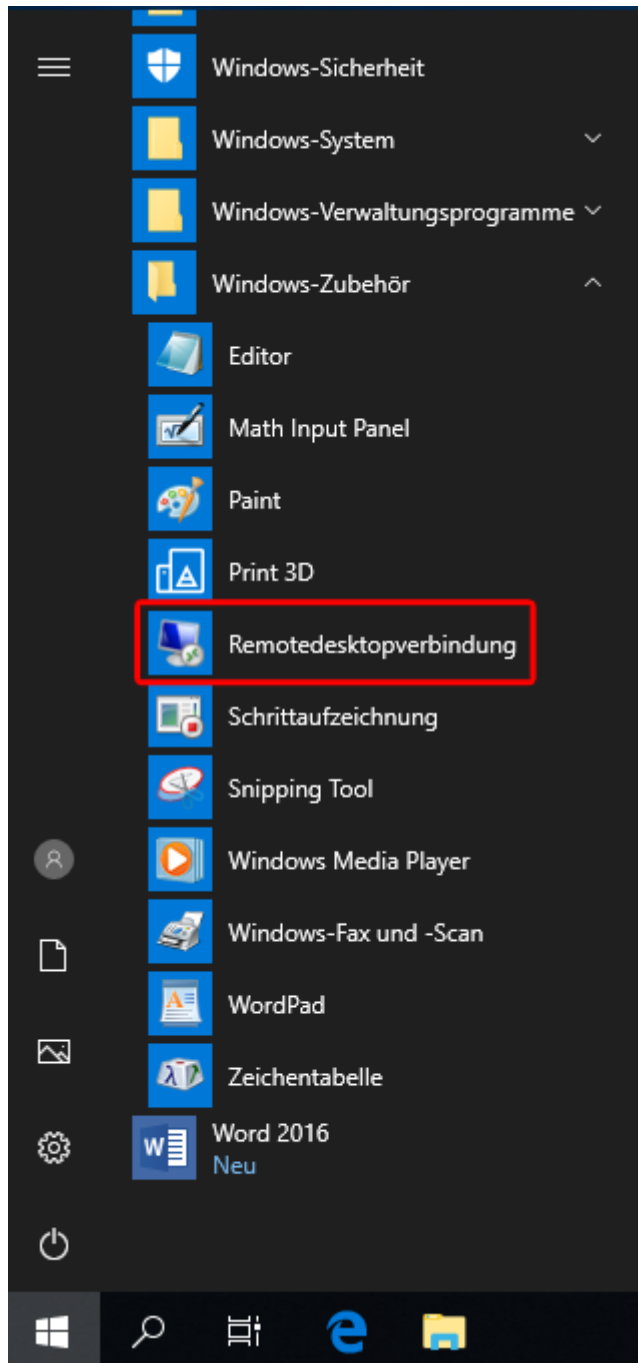 Windows-Sicherheit
Windows-System
Windows-Verwaltungsprogramme
Windows-Zubehör
Editor
Math Input Panel
Paint
Print 3D
Remotedesktopverbindung
Schrittaufzeichnung
Snipping Tool
Windows Media Player
Windows-Fax und -Scan
WordPad
Zeichentabelle
Word 2016
Neu